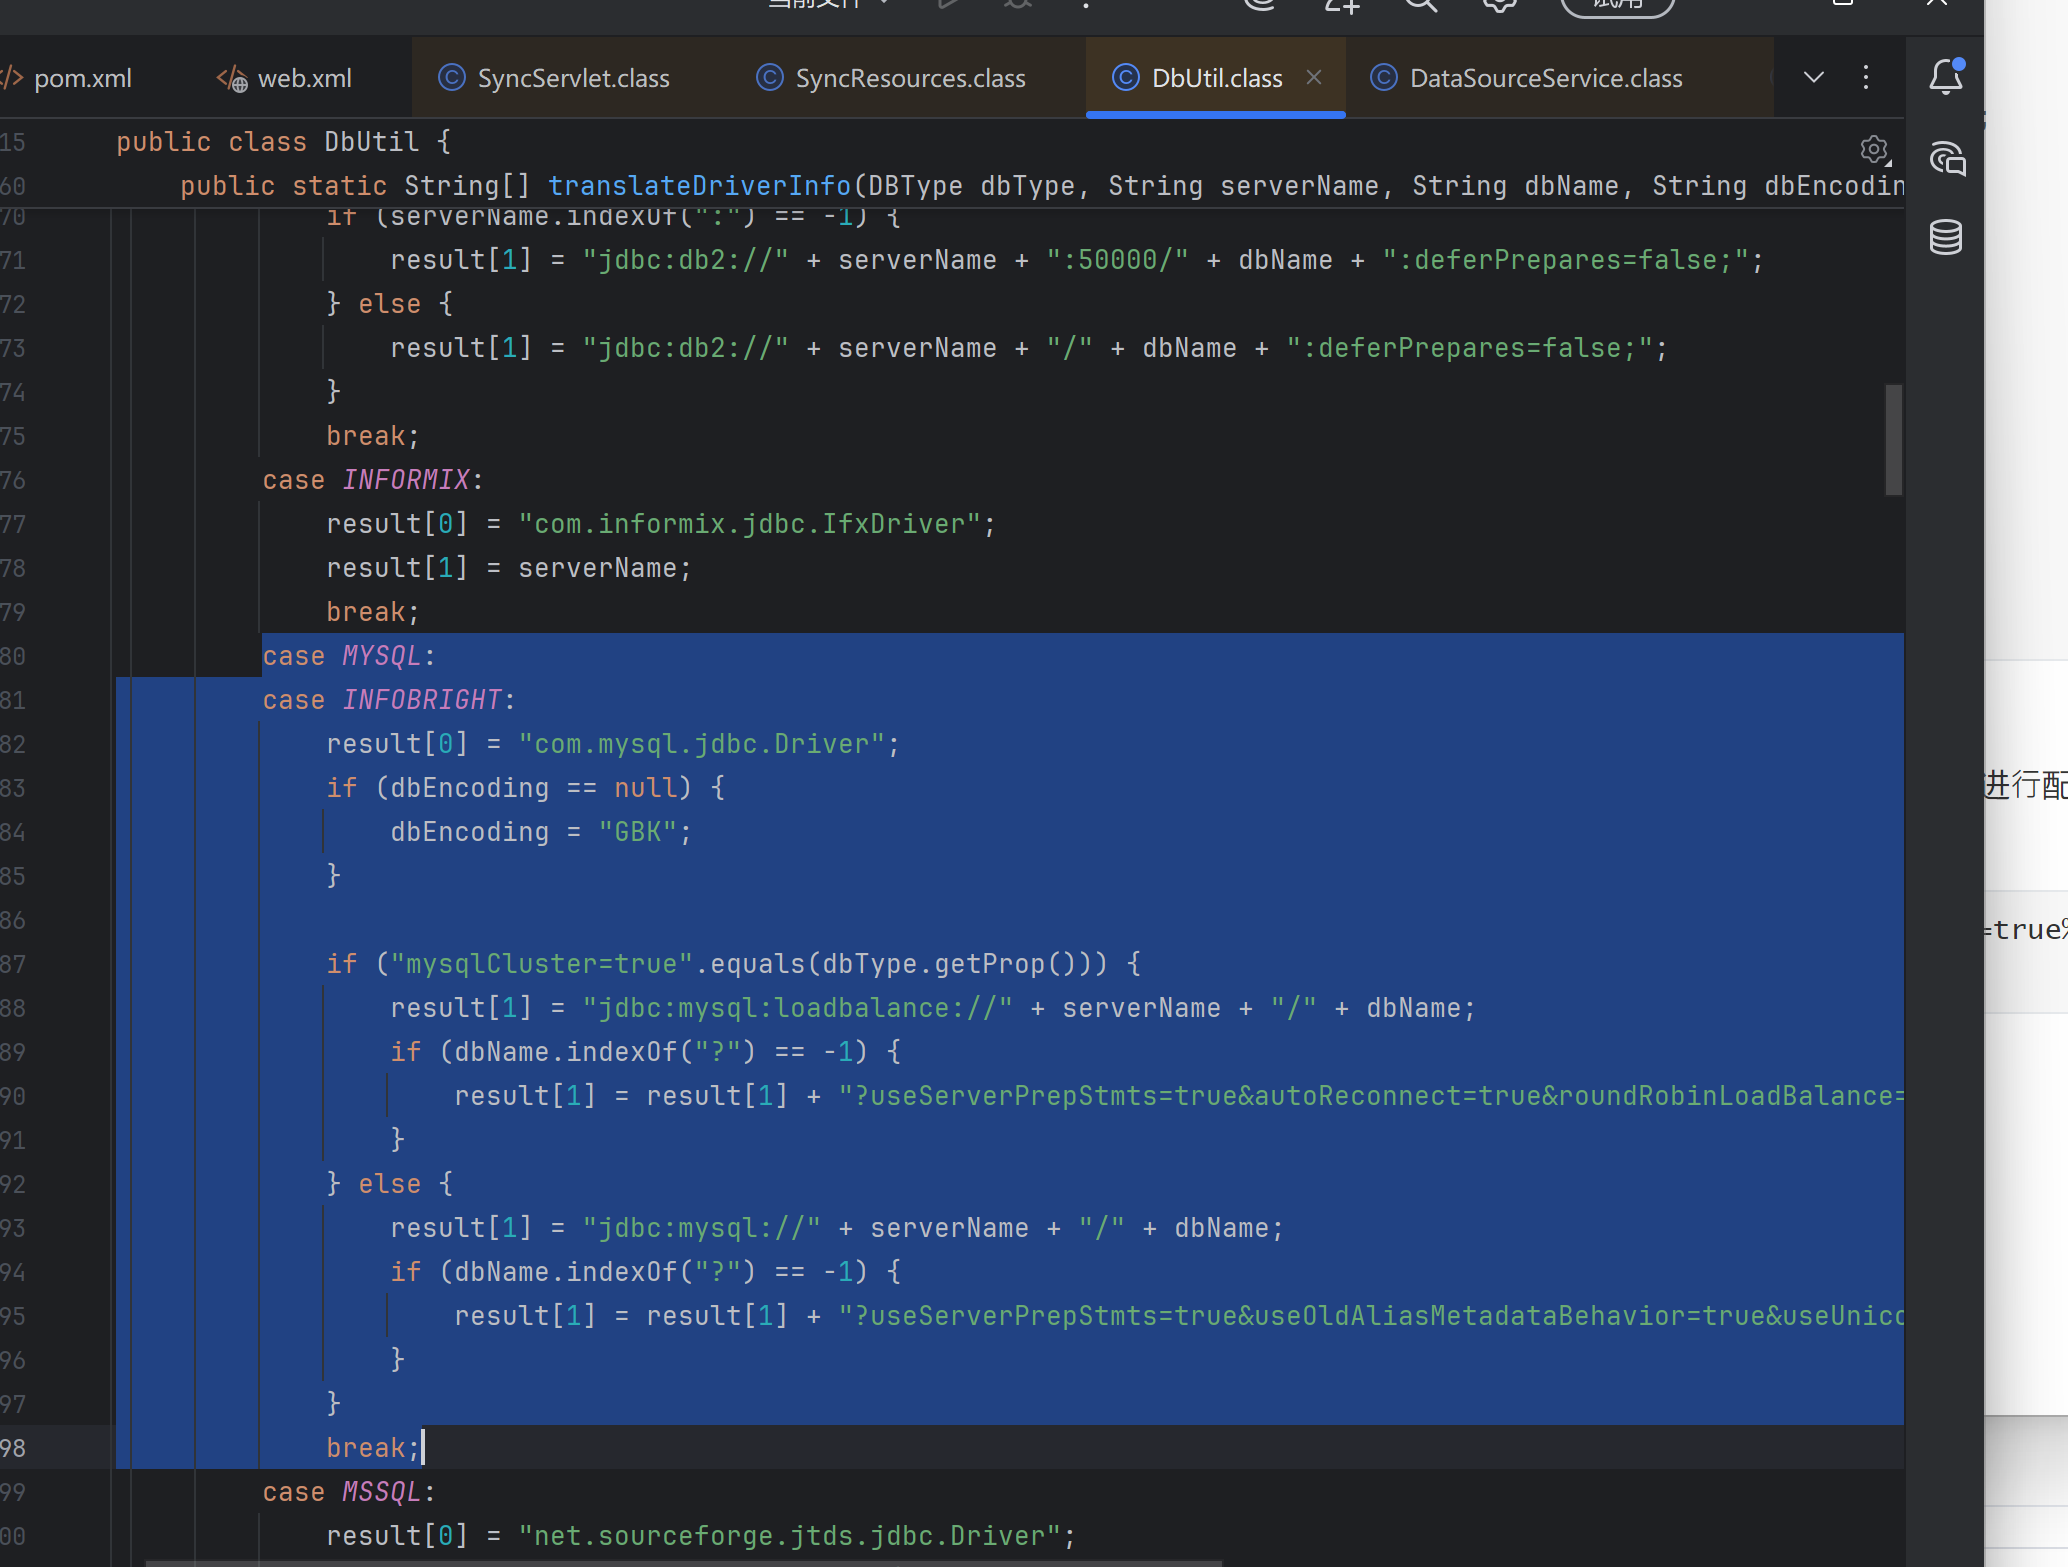 当前文件
试用
pom.xml
web.xml
SyncServlet.class
SyncResources.class
DbUtil.class
DataSourceService.class
15 public class DbUtil {
60 public static String[] translateDriverInfo(DBType dbType, String serverName, String dbName, String dbEncodin
70 if (serverName.indexOf(":") == -1) {
71 result[1] = "jdbc:db2://" + serverName + ":50000/" + dbName + ":deferPrepares=false;";
72 } else {
73 result[1] = "jdbc:db2://" + serverName + "/" + dbName + ":deferPrepares=false;";
74 }
75 break;
76 case INFORMIX:
77 result[0] = "com.informix.jdbc.IfxDriver";
78 result[1] = serverName;
79 break;
80 case MYSQL:
81 case INFOBRIGHT:
82 result[0] = "com.mysql.jdbc.Driver";
83 if (dbEncoding == null) {
84 dbEncoding = "GBK";
85 }
86
87 if ("mysqlCluster=true".equals(dbType.getProp())) {
88 result[1] = "jdbc:mysql:loadbalance://" + serverName + "/" + dbName;
89 if (dbName.indexOf("?") == -1) {
90 result[1] = result[1] + "?useServerPrepStmts=true&autoReconnect=true&roundRobinLoadBalance=
91 }
92 } else {
93 result[1] = "jdbc:mysql://" + serverName + "/" + dbName;
94 if (dbName.indexOf("?") == -1) {
95 result[1] = result[1] + "?useServerPrepStmts=true&useOldAliasMetadataBehavior=true&useUnico
96 }
97 }
98 break;
99 case MSSQL:
00 result[0] = "net.sourceforge.jtds.jdbc.Driver";
进行配
=true%